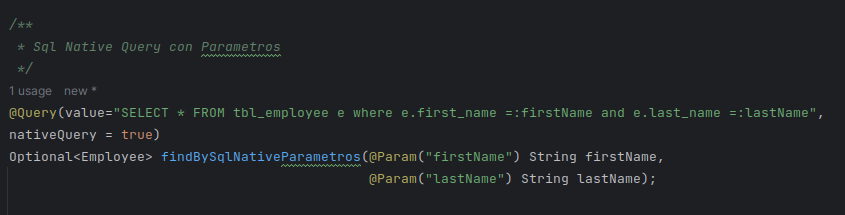 /**
* Sql Native Query con Parametros
*/
1 usage new *
@Query(value="SELECT * FROM tbl_employee e where e.first_name =:firstName and e.last_name =:lastName",
nativeQuery = true)
Optional<Employee> findBySqlNativeParametros(@Param("firstName") String firstName,
@Param("lastName") String lastName);